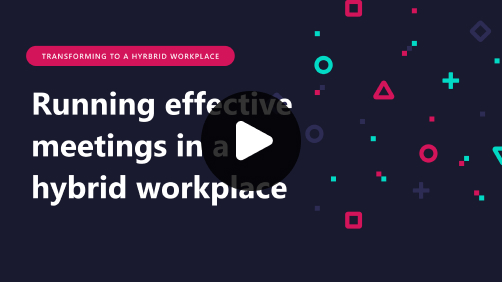 TRANSFORMING TO A HYRBRID WORKPLACE
Running effective
meetings in a
hybrid workplace